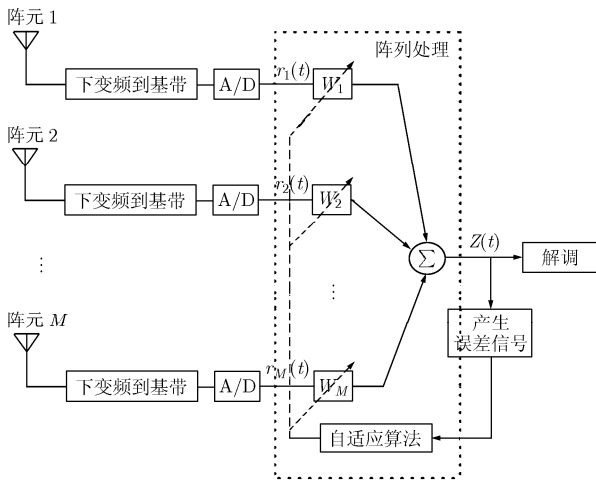 阵元 1
阵列处理
下变频到基带
A/D
r₁(t)
W₁
阵元 2
下变频到基带
A/D
r₂(t)
W₂
⋮
⋮
Σ
Z(t)
解调
产生
误差信号
阵元 M
下变频到基带
A/D
r_M(t)
W_M
自适应算法